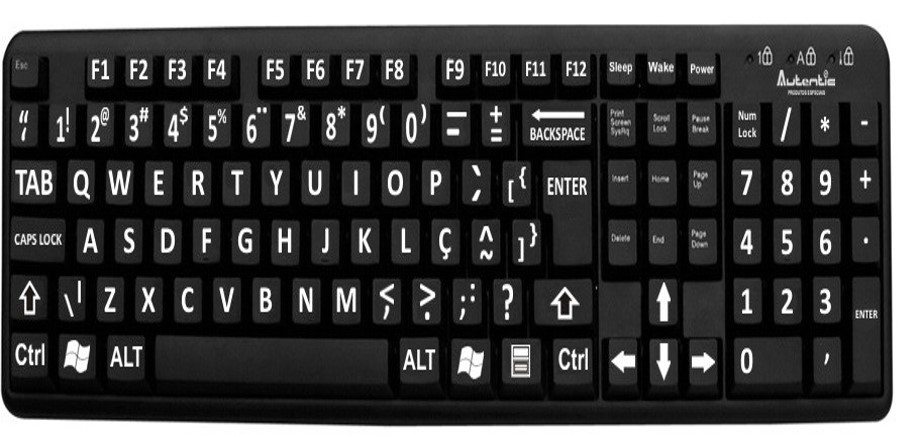 Esc F1 F2 F3 F4 F5 F6 F7 F8 F9 F10 F11 F12 Sleep Wake Power 1 A
Autentic
PRODUTOS ESPECIAIS
" ' 1! 2@ 3# 4$ 5% 6¨ 7& 8* 9( 0) - _ + = BACKSPACE Print Screen SysRq Scroll Lock Pause Break Num Lock / * -
TAB Q W E R T Y U I O P ` ´ [ { ENTER Insert Home Page Up 7 8 9 +
CAPS LOCK A S D F G H J K L Ç ^ ~ ] } Delete End Page Down 4 5 6 .
⇧ \ | Z X C V B N M < , > . ; : ? ⇧ ↑ 1 2 3 ENTER
Ctrl ALT ALT Ctrl ← ↓ → 0 ,